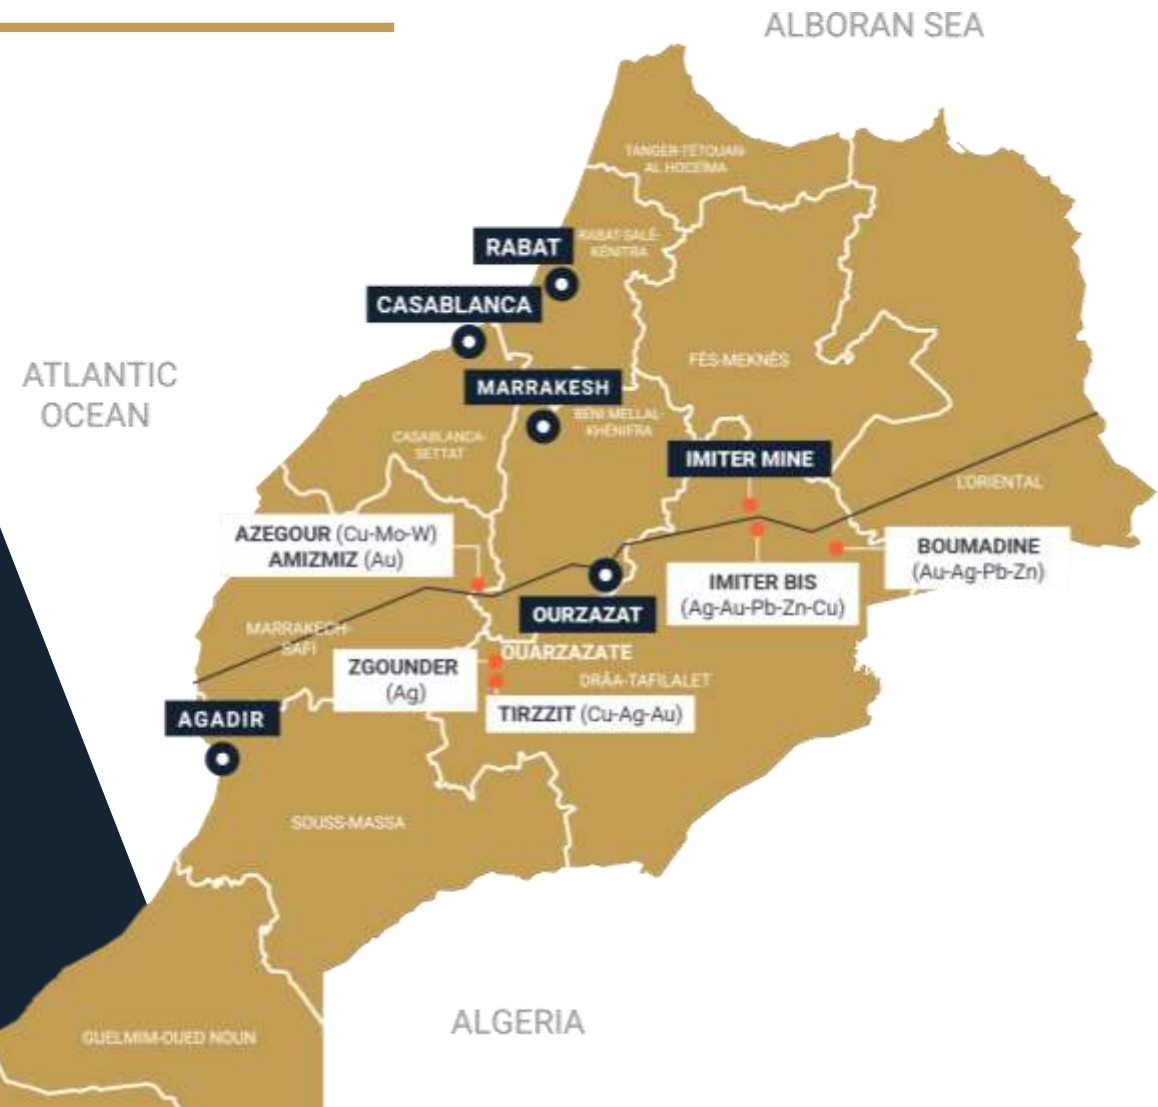 ALBORAN SEA
TANGER-TÉTOUAN-
AL HOCEÏMA
RABAT
RABAT-SALÉ-
KÉNITRA
CASABLANCA
ATLANTIC
OCEAN
FÈS-MEKNÈS
MARRAKESH
BÉNI MELLAL-
KHÉNIFRA
CASABLANCA-
SETTAT
IMITER MINE
L'ORIENTAL
AZEGOUR (Cu-Mo-W)
AMIZMIZ (Au)
BOUMADINE
(Au-Ag-Pb-Zn)
IMITER BIS
(Ag-Au-Pb-Zn-Cu)
OURZAZAT
MARRAKECH-
SAFI
OUARZAZATE
ZGOUNDER
(Ag)
DRÂA-TAFILALET
TIRZZIT (Cu-Ag-Au)
AGADIR
SOUSS-MASSA
ALGERIA
GUELMIM-OUED NOUN